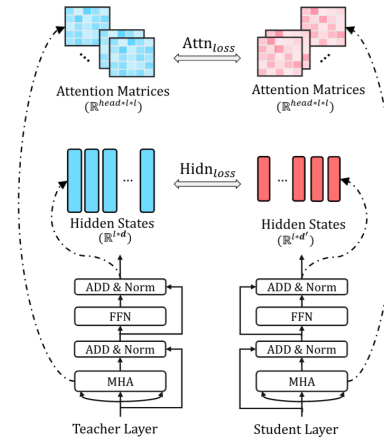 Attn_loss
Attention Matrices
(ℝ^{head*l*l})
Attention Matrices
(ℝ^{head*l*l})
Hidn_loss
Hidden States
(ℝ^{l*d})
Hidden States
(ℝ^{l*d′})
ADD & Norm
FFN
ADD & Norm
MHA
Teacher Layer
ADD & Norm
FFN
ADD & Norm
MHA
Student Layer